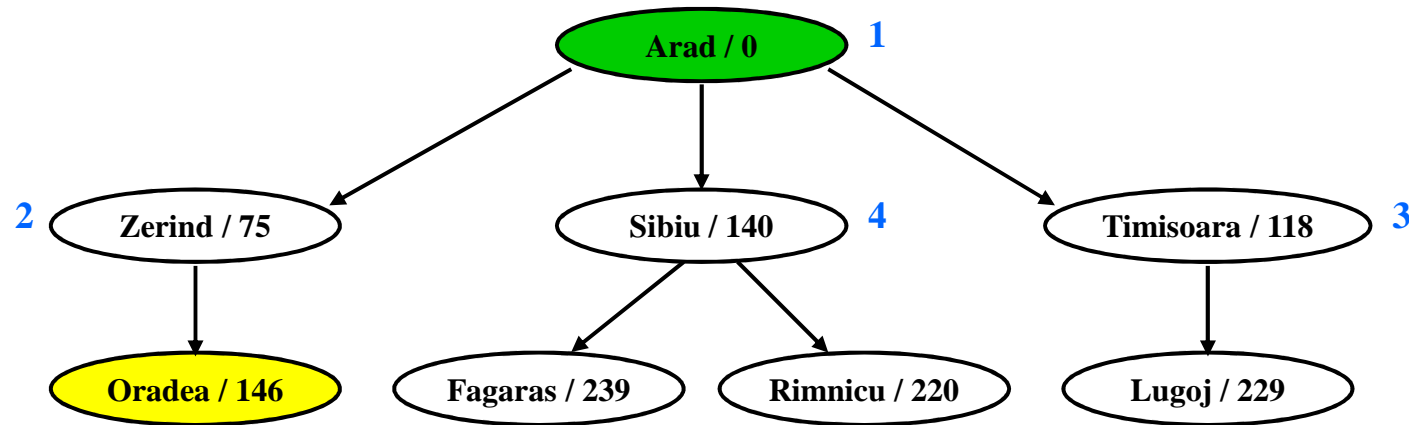 Arad / 0 1
2 Zerind / 75 Sibiu / 140 4 Timisoara / 118 3
Oradea / 146 Fagaras / 239 Rimnicu / 220 Lugoj / 229